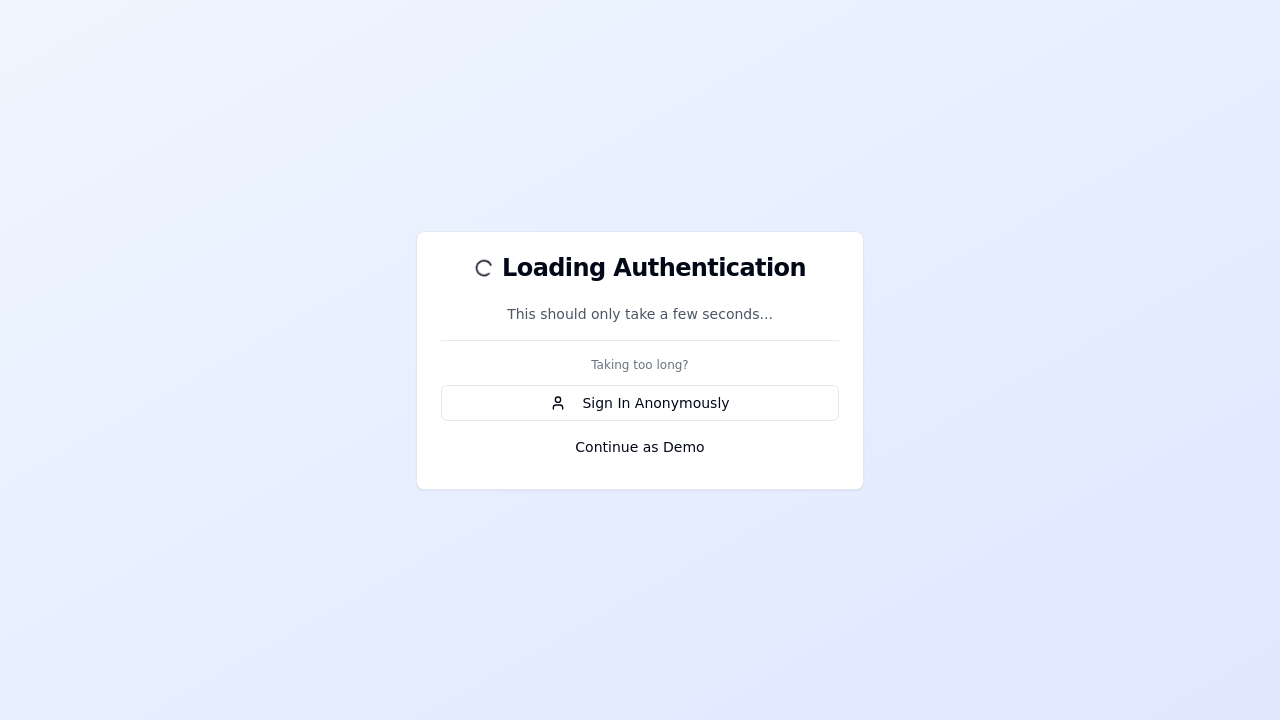 Loading Authentication
This should only take a few seconds...
Taking too long?
Sign In Anonymously
Continue as Demo